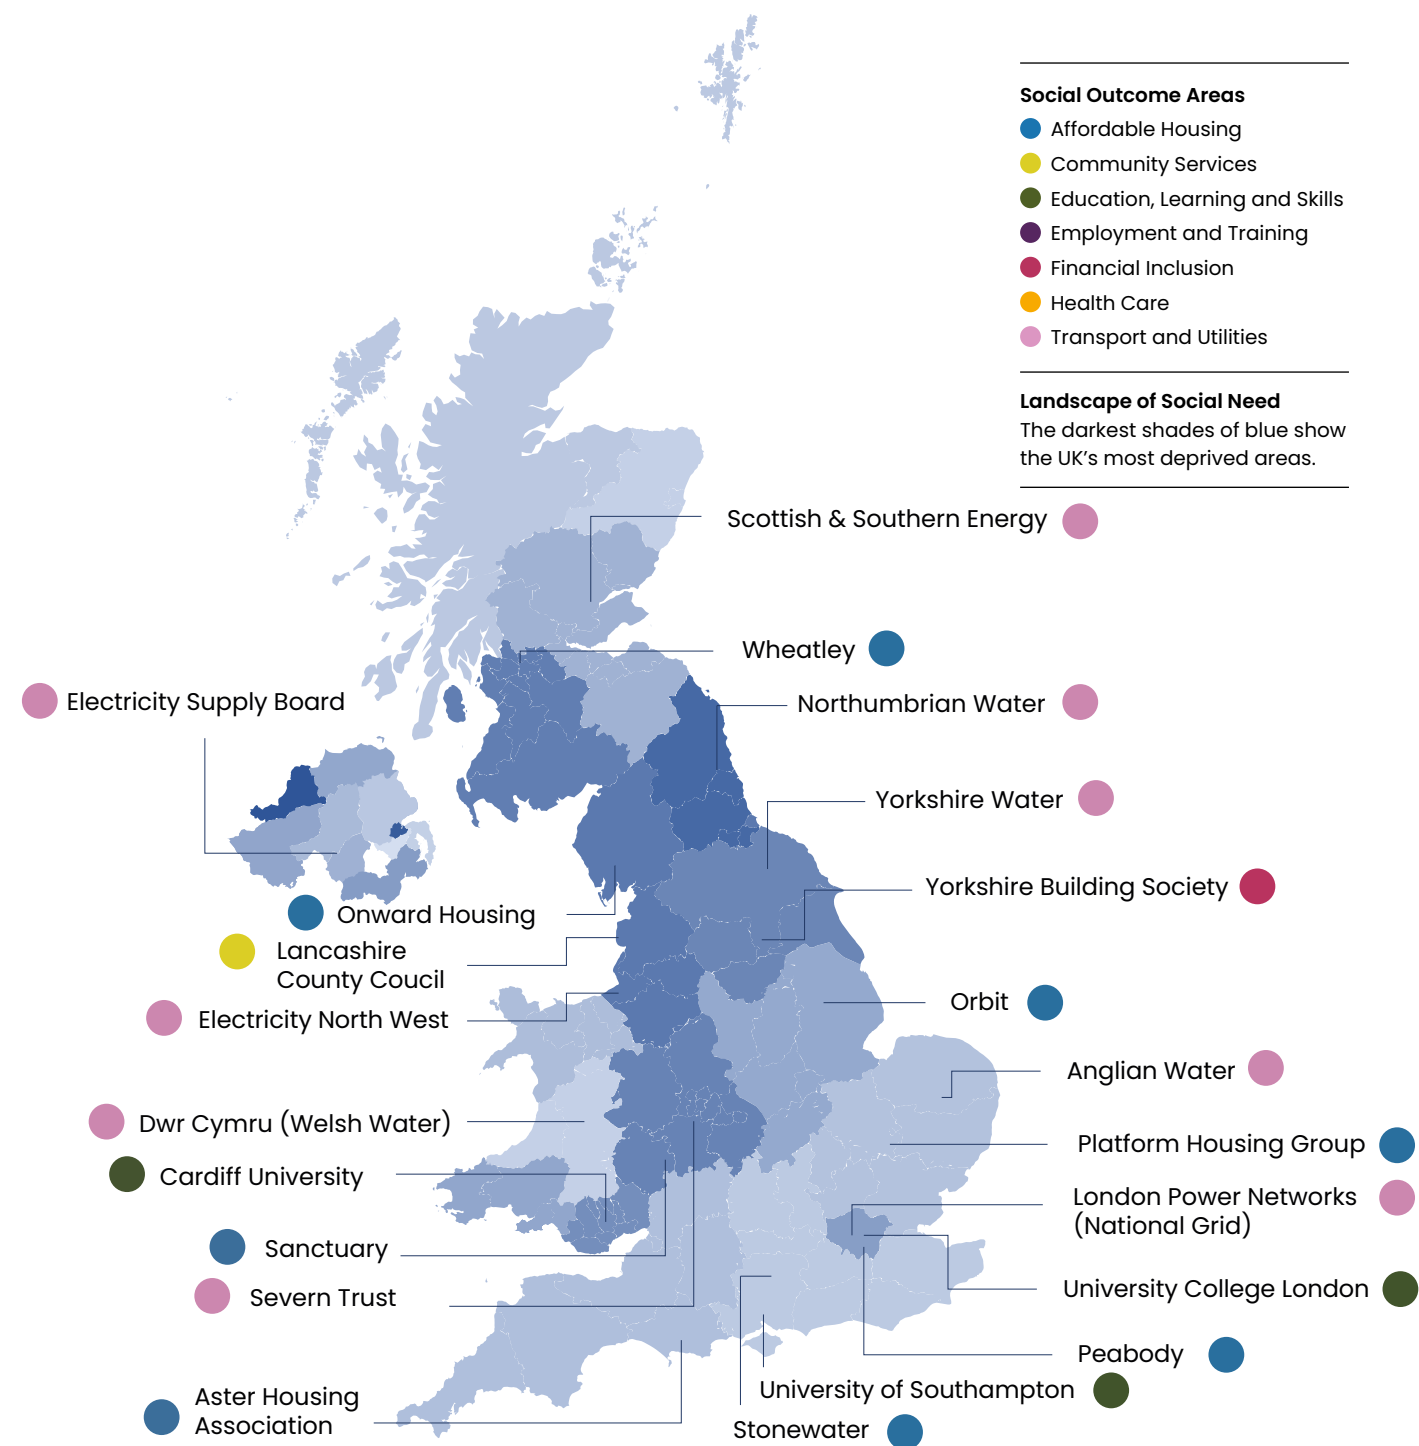 Social Outcome Areas
Affordable Housing
Community Services
Education, Learning and Skills
Employment and Training
Financial Inclusion
Health Care
Transport and Utilities
Landscape of Social Need
The darkest shades of blue show
the UK's most deprived areas.
Scottish & Southern Energy
Wheatley
Electricity Supply Board
Northumbrian Water
Yorkshire Water
Yorkshire Building Society
Onward Housing
Lancashire
County Coucil
Orbit
Electricity North West
Anglian Water
Dwr Cymru (Welsh Water)
Platform Housing Group
Cardiff University
London Power Networks
(National Grid)
Sanctuary
University College London
Severn Trust
Peabody
University of Southampton
Aster Housing
Association
Stonewater